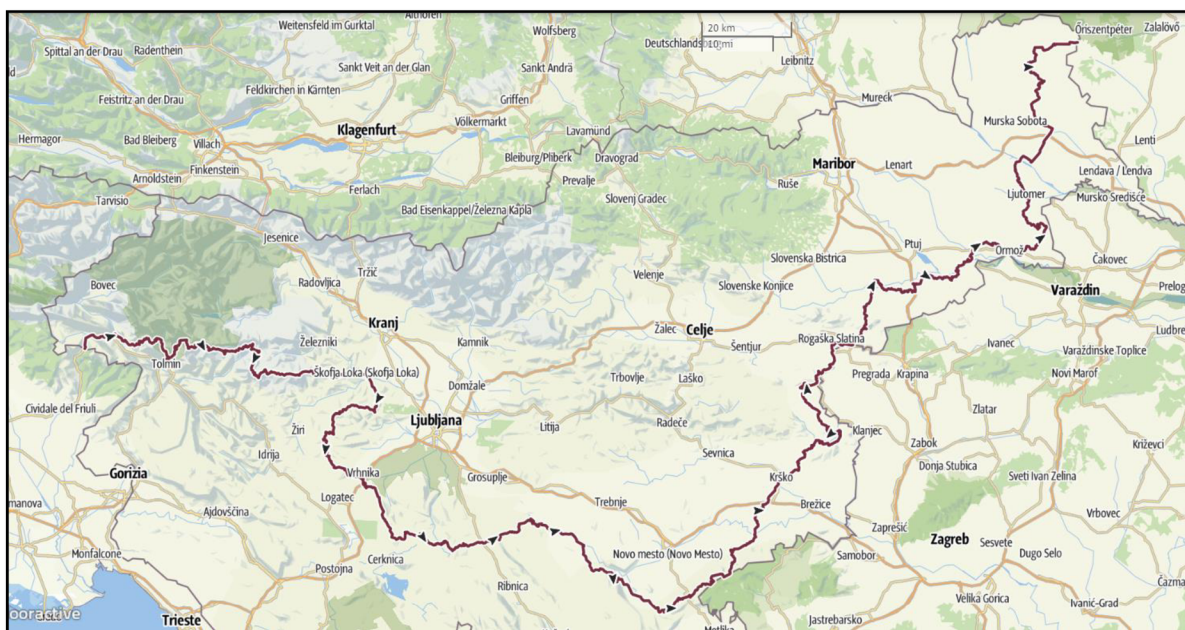 Spittal an der Drau
Radenthein
Weitensfeld im Gurktal
Althofen
Wolfsberg
20 km
10 mi
Deutschlands
Leibnitz
Őriszentpéter
Zalalövő
Sankt Veit an der Glan
Sankt Andrä
Feldkirchen in Kärnten
Feistritz an der Drau
Griffen
Mureck
Hermagor
Bad Bleiberg
Villach
Klagenfurt
Völkermarkt
Lavamünd
Murska Sobota
Finkenstein
Bleiburg/Pliberk
Dravograd
Maribor
Lenart
Lenti
Arnoldstein
Ferlach
Prevalje
Ruše
Lendava / Lendva
Tarvisio
Bad Eisenkappel/Železna Kapla
Slovenj Gradec
Ljutomer
Mursko Središće
Jesenice
Ptuj
Ormož
Tržič
Slovenska Bistrica
Čakovec
Bovec
Radovljica
Velenje
Slovenske Konjice
Varaždin
Prelog
Kranj
Žalec
Celje
Ludbre
Železniki
Kamnik
Šentjur
Rogaška Slatina
Ivanec
Varaždinske Toplice
Tolmin
Škofja Loka (Skofja Loka)
Domžale
Trbovlje
Laško
Pregrada
Krapina
Novi Marof
Cividale del Friuli
Ljubljana
Litija
Radeče
Zlatar
Žiri
Klanjec
Zabok
Križevci
Idrija
Sevnica
Donja Stubica
Gorizia
Vrhnika
Grosuplje
Krško
Sveti Ivan Zelina
Logatec
Trebnje
Brežice
manova
Ajdovščina
Vrbovec
Zaprešić
Zagreb
Sesvete
Dugo Selo
Monfalcone
Cerknica
Novo mesto (Novo Mesto)
Samobor
Postojna
Ribnica
Čazma
Velika Gorica
Ivanić-Grad
ooractive
Trieste
Metlika
Jastrebarsko